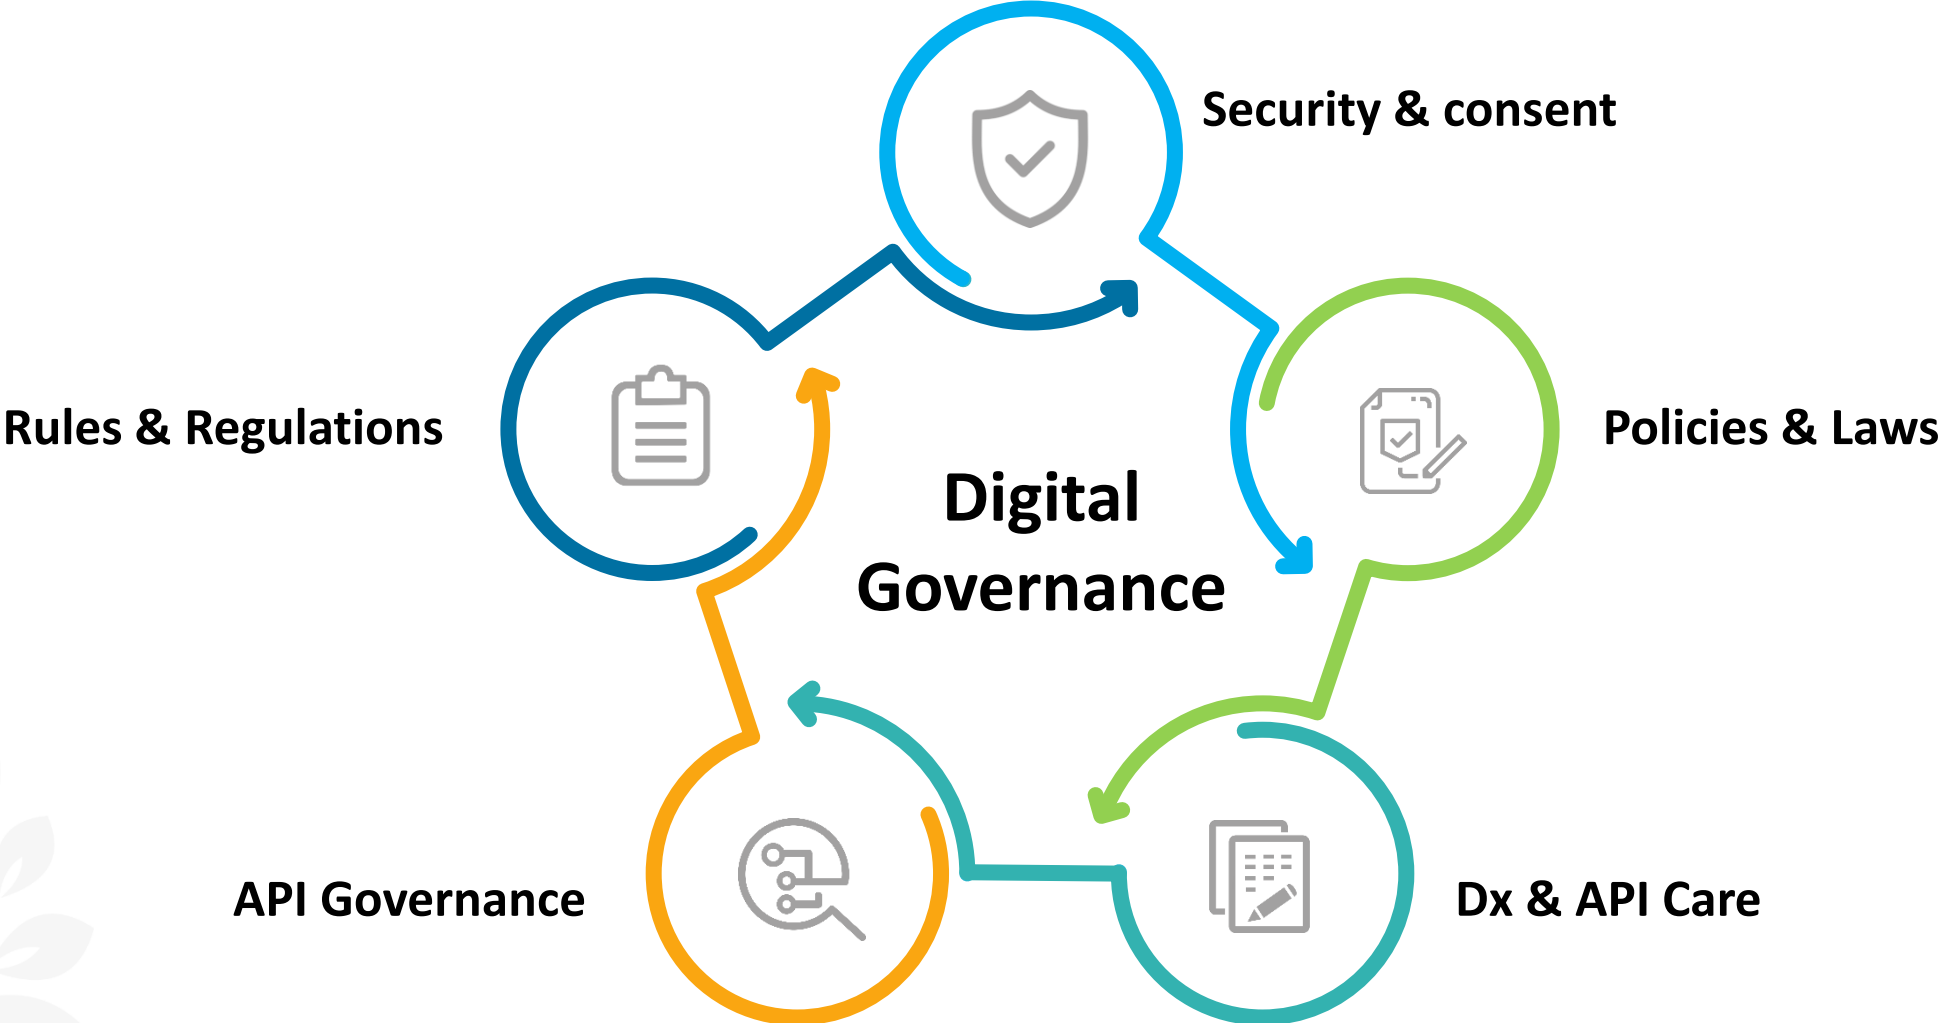 Security & consent
Rules & Regulations
Policies & Laws
Digital
Governance
API Governance
Dx & API Care